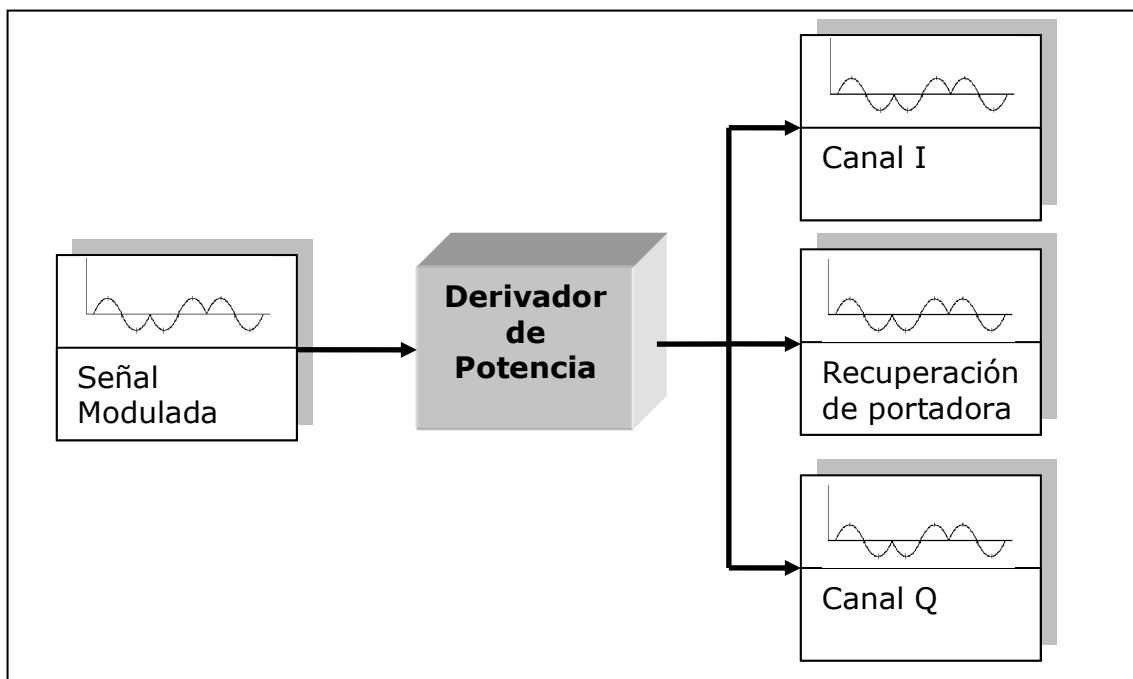 Canal I
Derivador
de
Potencia
Señal
Modulada
Recuperación
de portadora
Canal Q